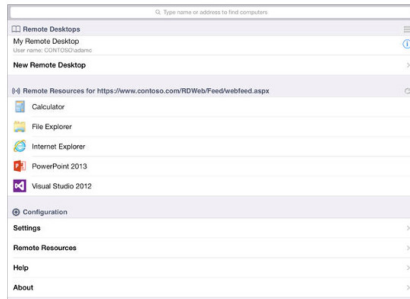 Type name or address to find computers.
Remote Desktops
My Remote Desktop
User name: CONTOSO\ademo
New Remote Desktop
Remote Resources for https://www.contoso.com/RDWeb/Feed/webfeed.aspx
Calculator
File Explorer
Internet Explorer
PowerPoint 2013
Visual Studio 2012
Configuration
Settings
Remote Resources
Help
About